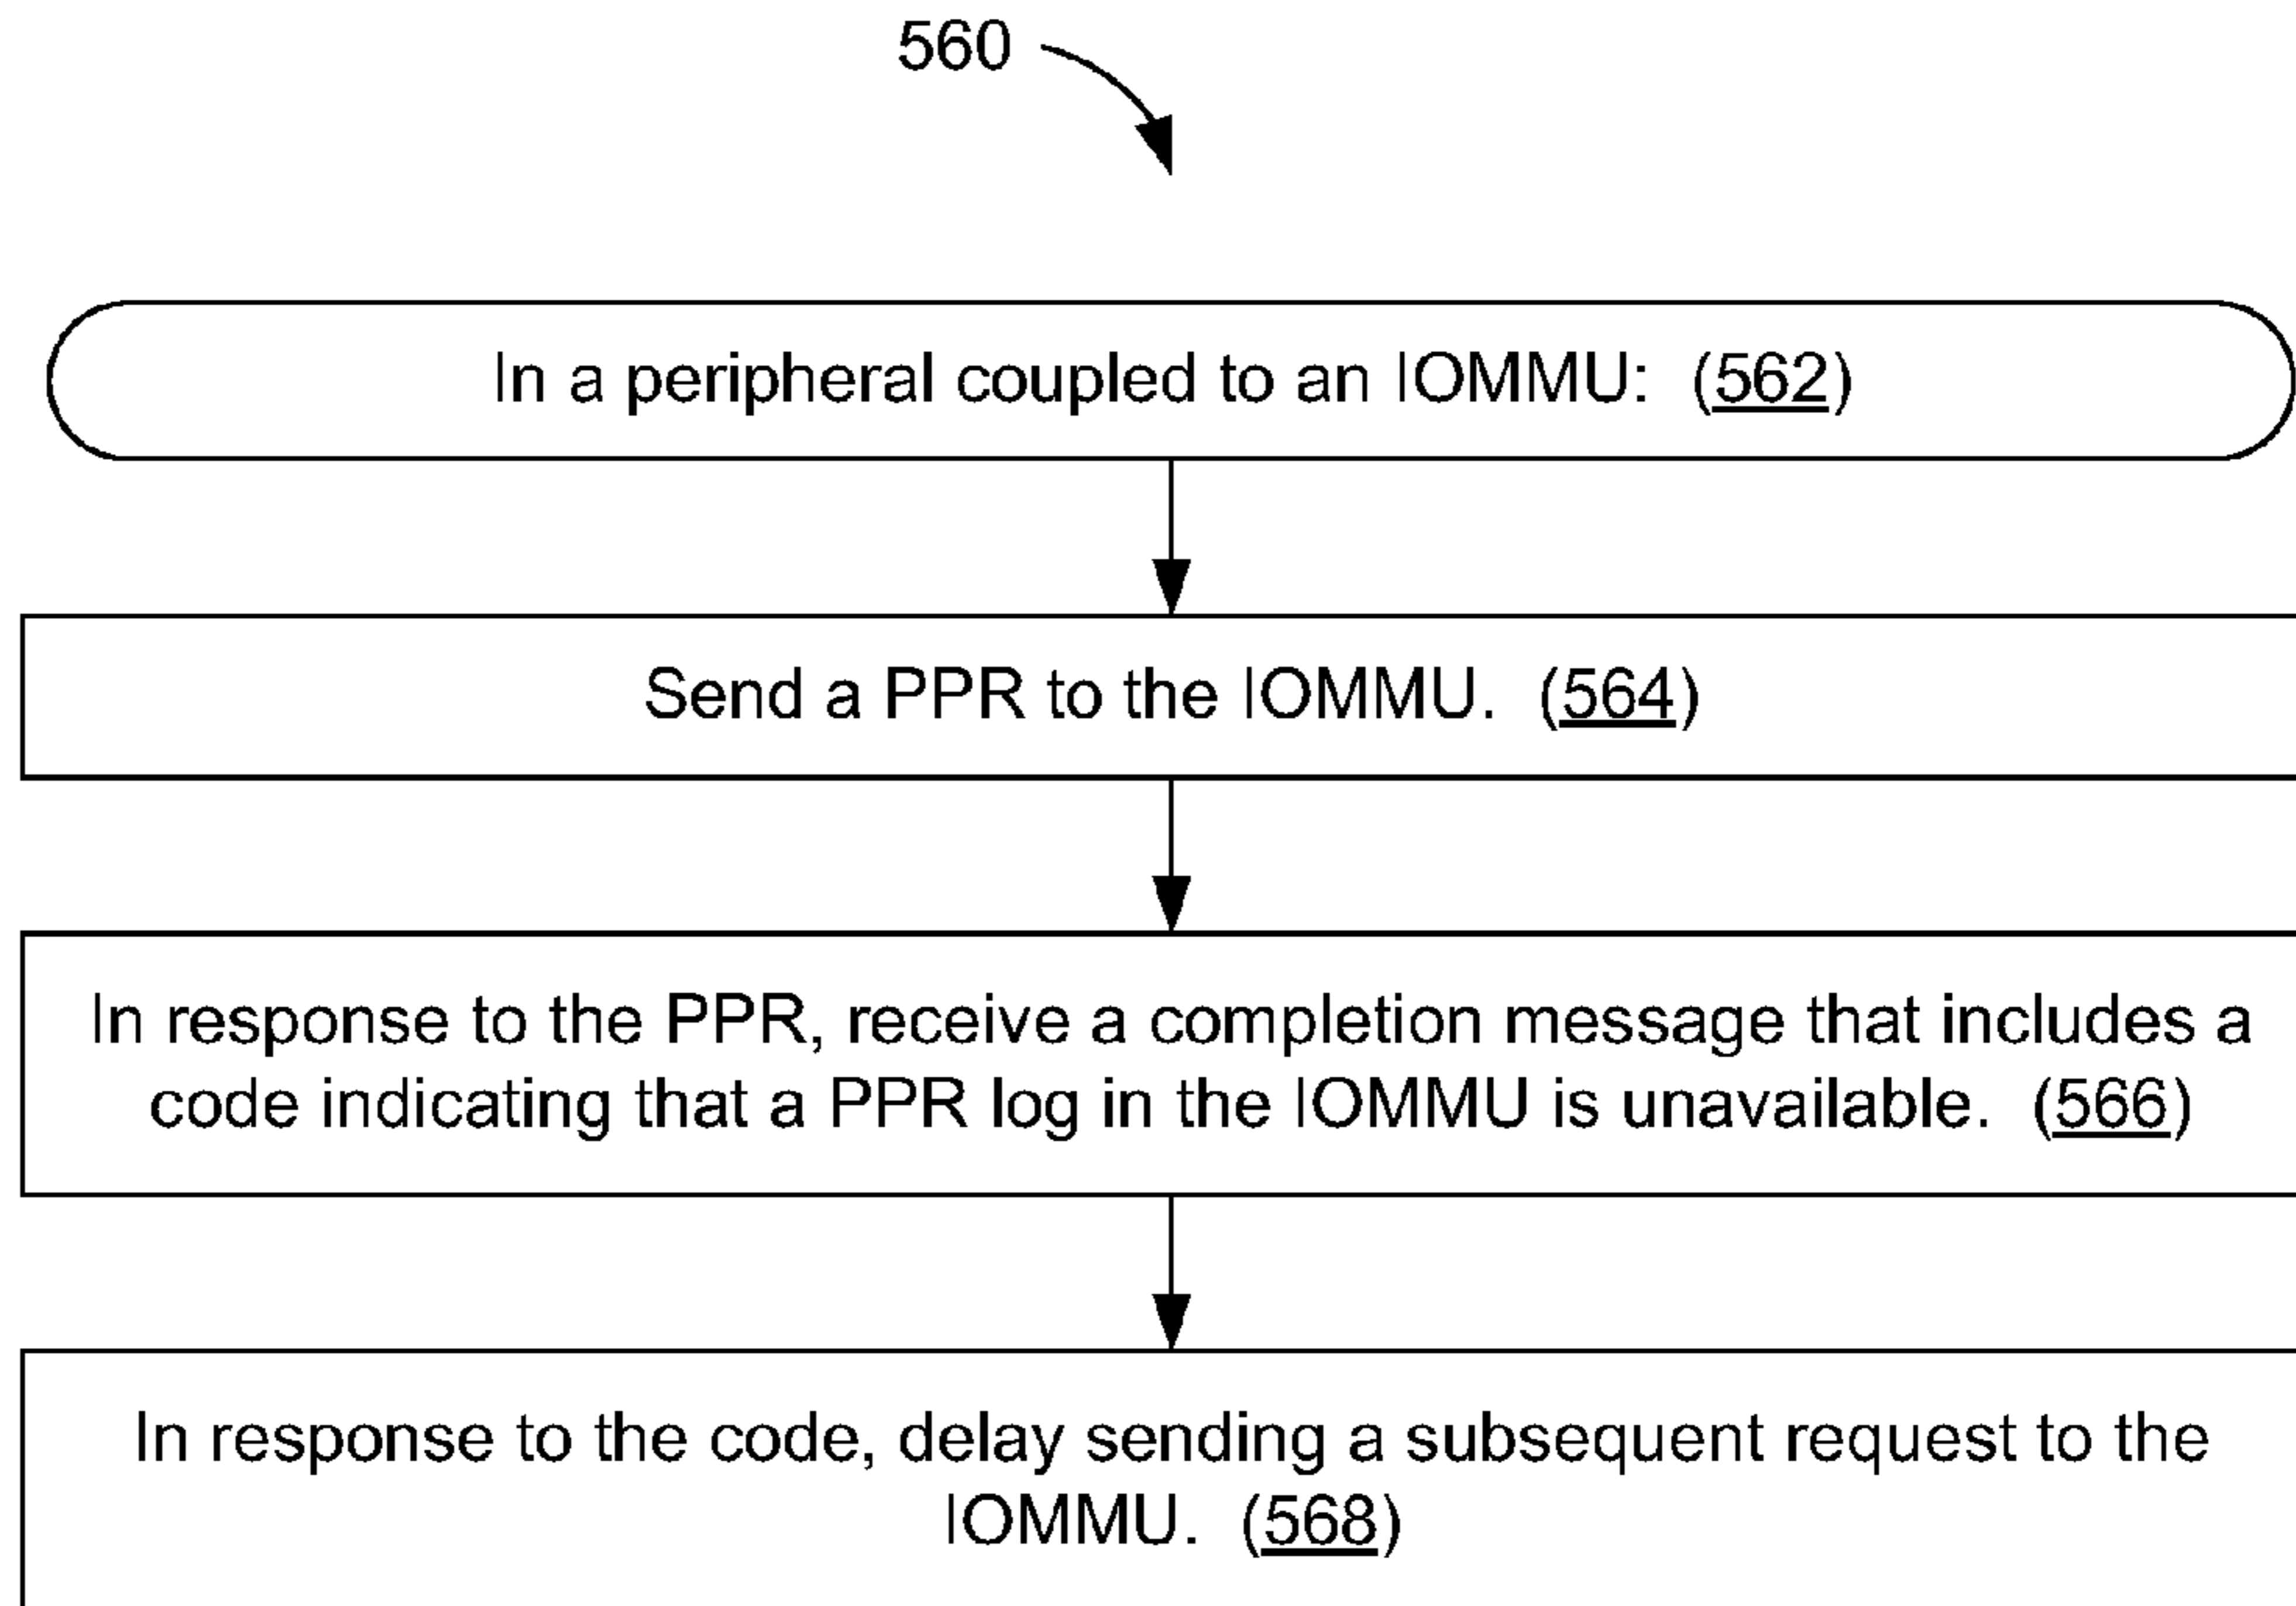 560
In a peripheral coupled to an IOMMU: (562)
Send a PPR to the IOMMU. (564)
In response to the PPR, receive a completion message that includes a
code indicating that a PPR log in the IOMMU is unavailable. (566)
In response to the code, delay sending a subsequent request to the
IOMMU. (568)